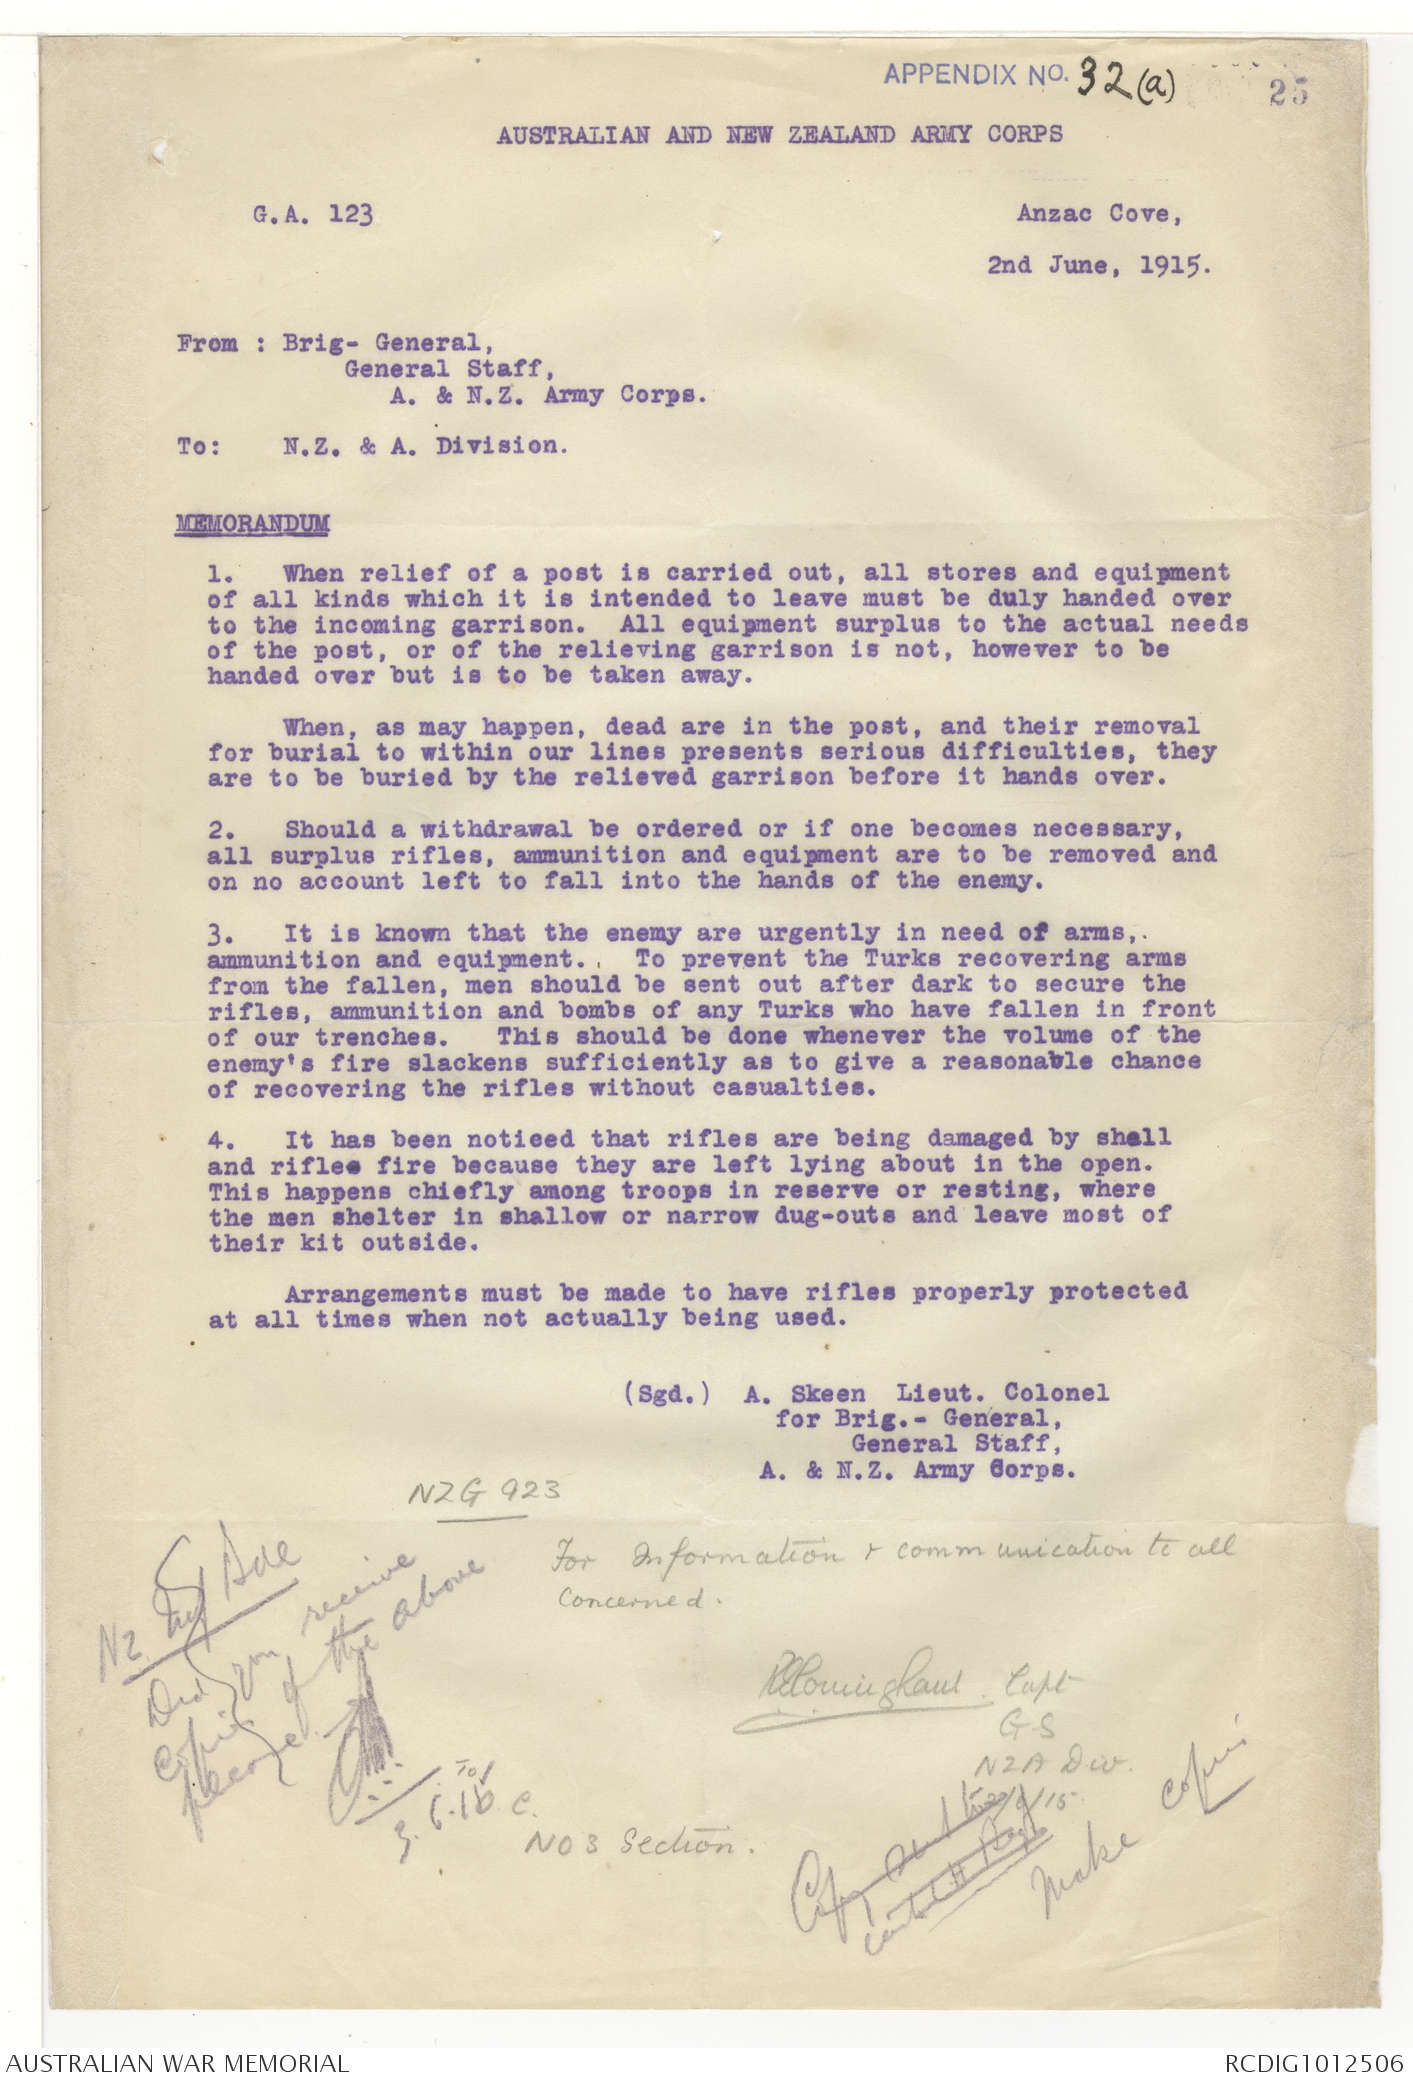 APPENDIX NO. 32(a)
25
AUSTRALIAN AND NEW ZEALAND ARMY CORPS
G.A. 123
Anzac Cove,
2nd June, 1915.
From : Brig- General,
General Staff,
A. & N.Z. Army Corps.
To: N.Z. & A. Division.
MEMORANDUM
1. When relief of a post is carried out, all stores and equipment
of all kinds which it is intended to leave must be duly handed over
to the incoming garrison. All equipment surplus to the actual needs
of the post, or of the relieving garrison is not, however to be
handed over but is to be taken away.
When, as may happen, dead are in the post, and their removal
for burial to within our lines presents serious difficulties, they
are to be buried by the relieved garrison before it hands over.
2. Should a withdrawal be ordered or if one becomes necessary,
all surplus rifles, ammunition and equipment are to be removed and
on no account left to fall into the hands of the enemy.
3. It is known that the enemy are urgently in need of arms,.
ammunition and equipment. To prevent the Turks recovering arms
from the fallen, men should be sent out after dark to secure the
rifles, ammunition and bombs of any Turks who have fallen in front
of our trenches. This should be done whenever the volume of the
enemy's fire slackens sufficiently as to give a reasonable chance
of recovering the rifles without casualties.
4. It has been noticed that rifles are being damaged by shell
and rifle fire because they are left lying about in the open.
This happens chiefly among troops in reserve or resting, where
the men shelter in shallow or narrow dug-outs and leave most of
their kit outside.
Arrangements must be made to have rifles properly protected
at all times when not actually being used.
(Sgd.) A. Skeen Lieut. Colonel
for Brig.- General,
General Staff,
A. & N.Z. Army Corps.
NZG 923
For Information & communication to all
concerned.
Capt
G S
NZA Div.
2/6/15
NZ Bde
Did you receive
copies of the above
please.
3.6.15
To/
No 3 Section.
Copy
Make copies
AUSTRALIAN WAR MEMORIAL
RCDIG1012506